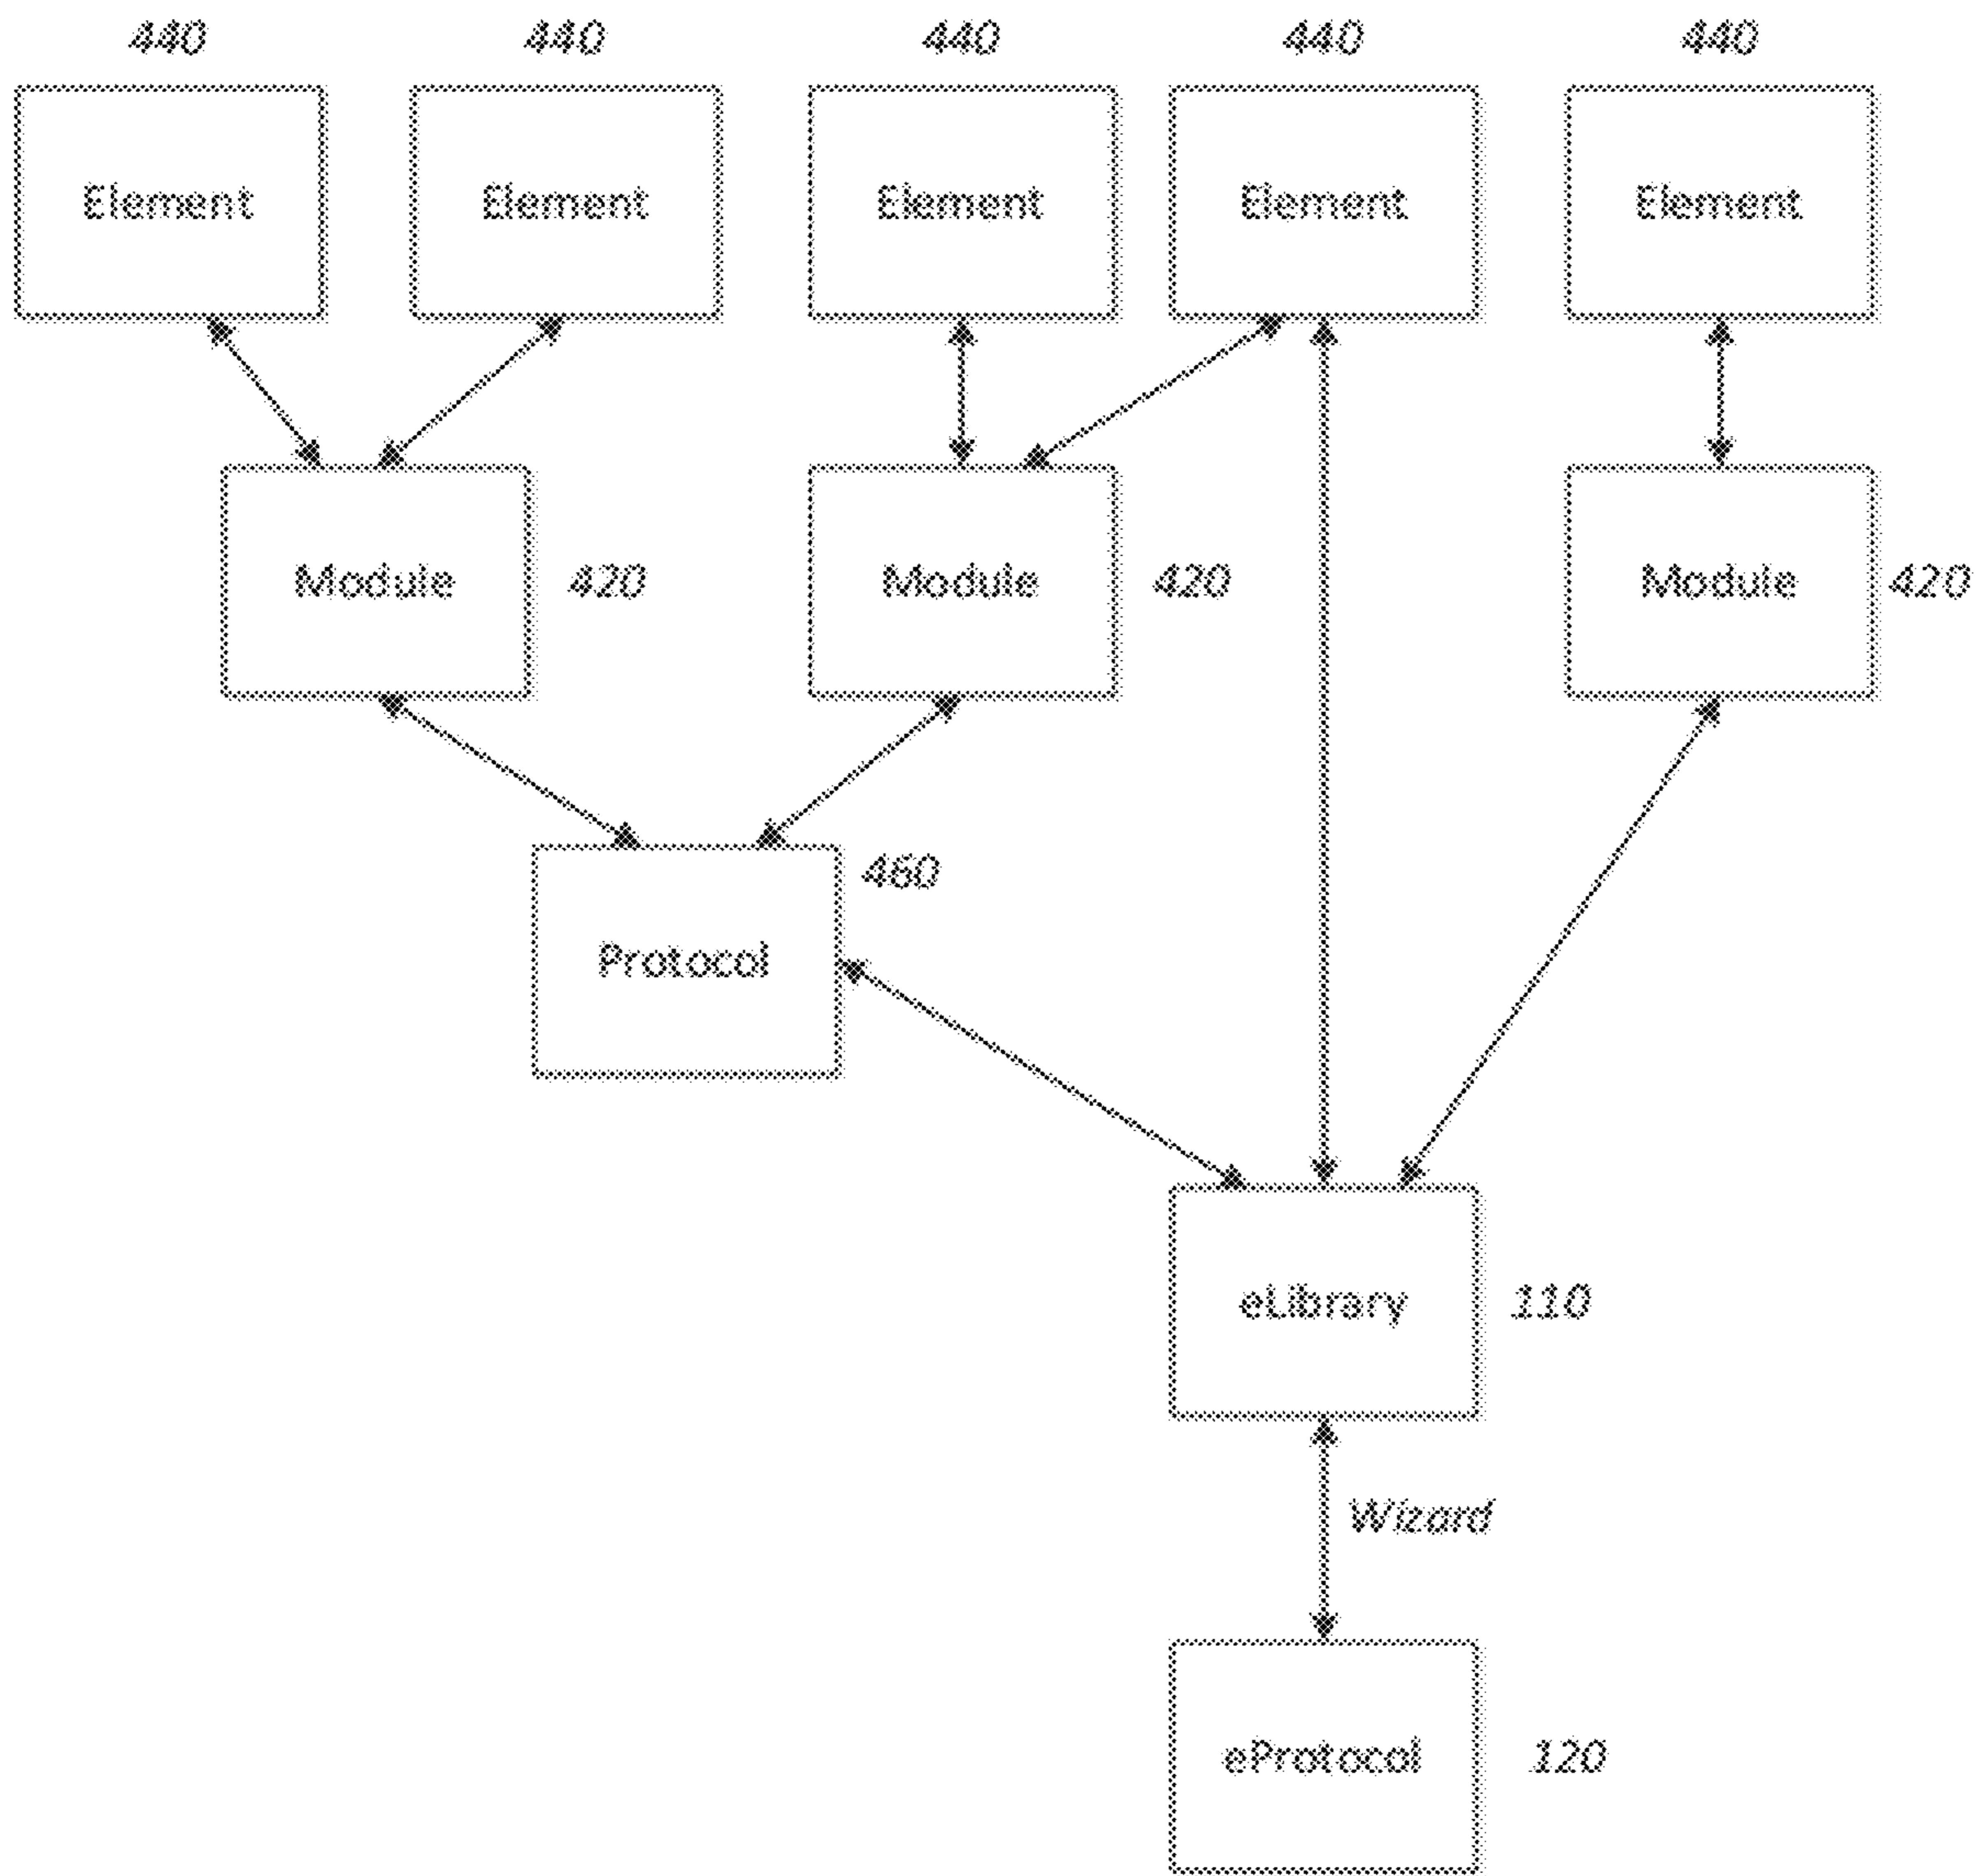 440 440 440 440 440
Element Element Element Element Element
Module 420 Module 420 Module 420
460
Protocol
eLibrary 110
Wizard
eProtocol 120